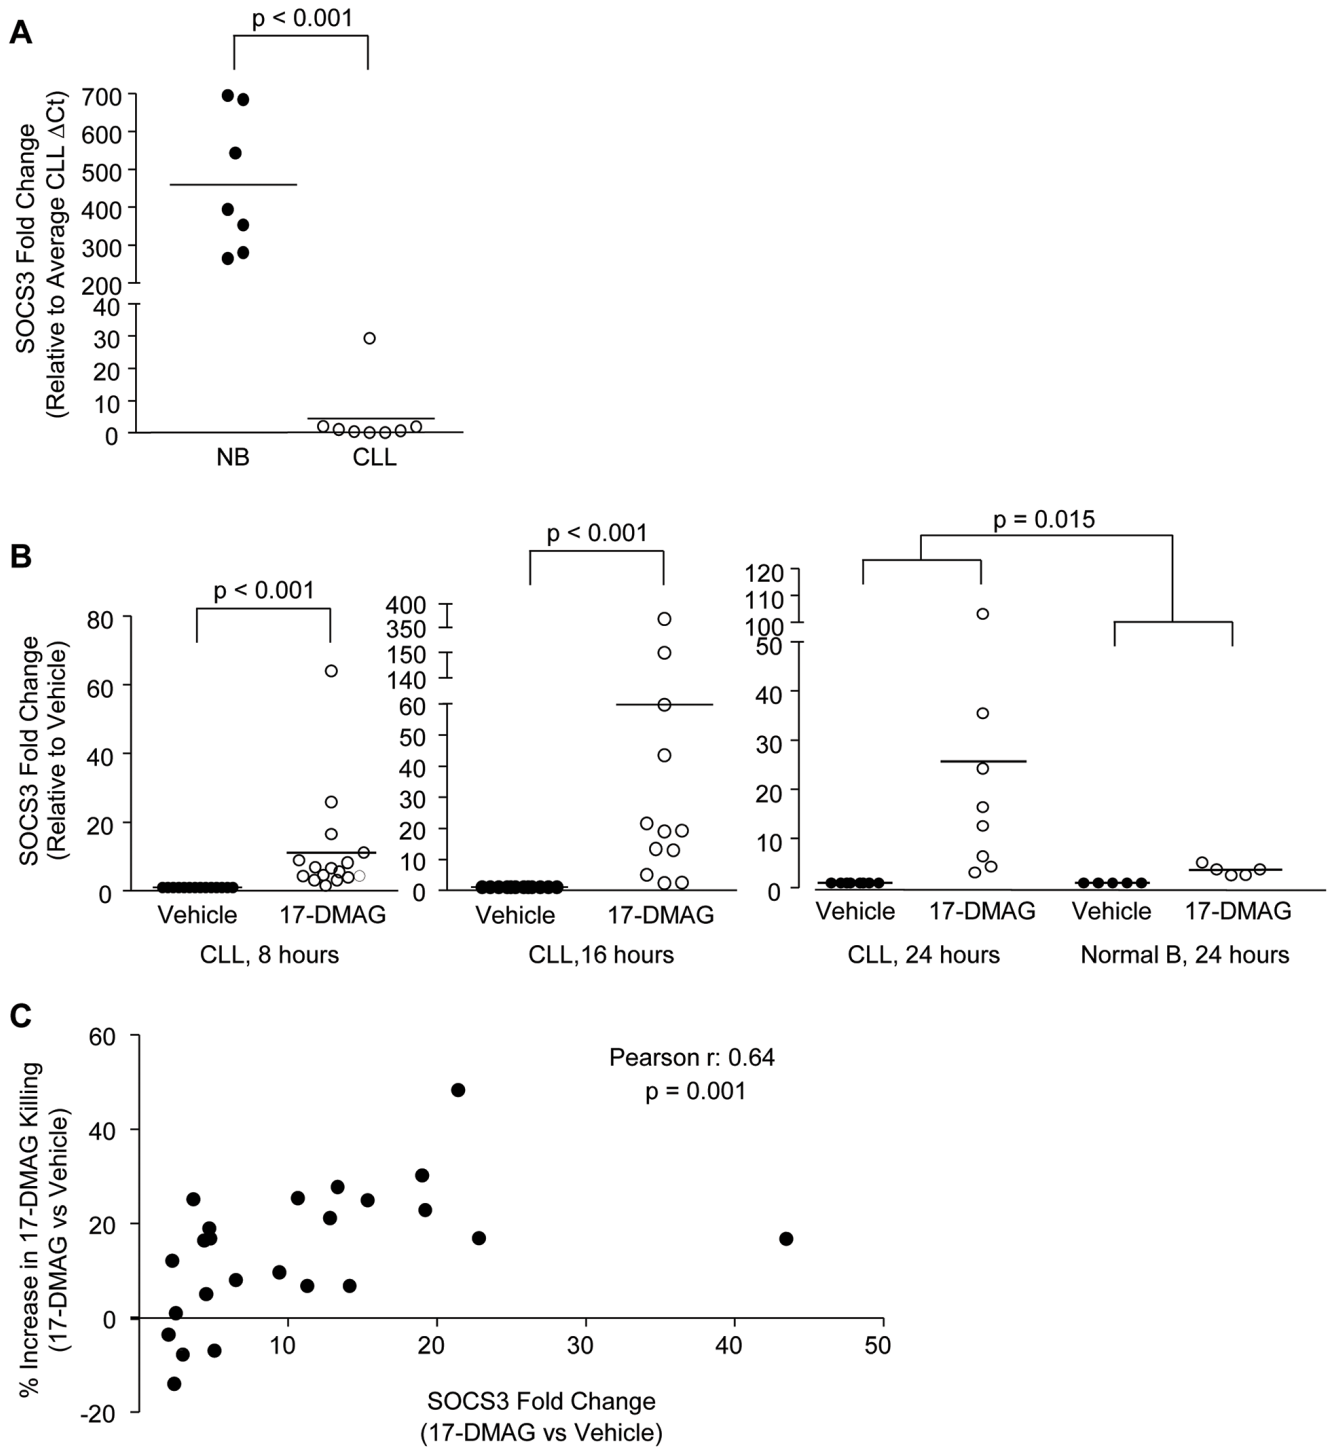 A
p < 0.001
SOCS3 Fold Change
(Relative to Average CLL ΔCt)
700
600
500
400
300
200
40
30
20
10
0
NB
CLL
B
p < 0.001
p < 0.001
p = 0.015
SOCS3 Fold Change
(Relative to Vehicle)
80
60
40
20
0
Vehicle
17-DMAG
CLL, 8 hours
400
350
150
140
60
50
40
30
20
10
0
Vehicle
17-DMAG
CLL,16 hours
120
110
100
50
40
30
20
10
0
Vehicle
17-DMAG
Vehicle
17-DMAG
CLL, 24 hours
Normal B, 24 hours
C
% Increase in 17-DMAG Killing
(17-DMAG vs Vehicle)
60
40
20
0
-20
Pearson r: 0.64
p = 0.001
10
20
30
40
50
SOCS3 Fold Change
(17-DMAG vs Vehicle)